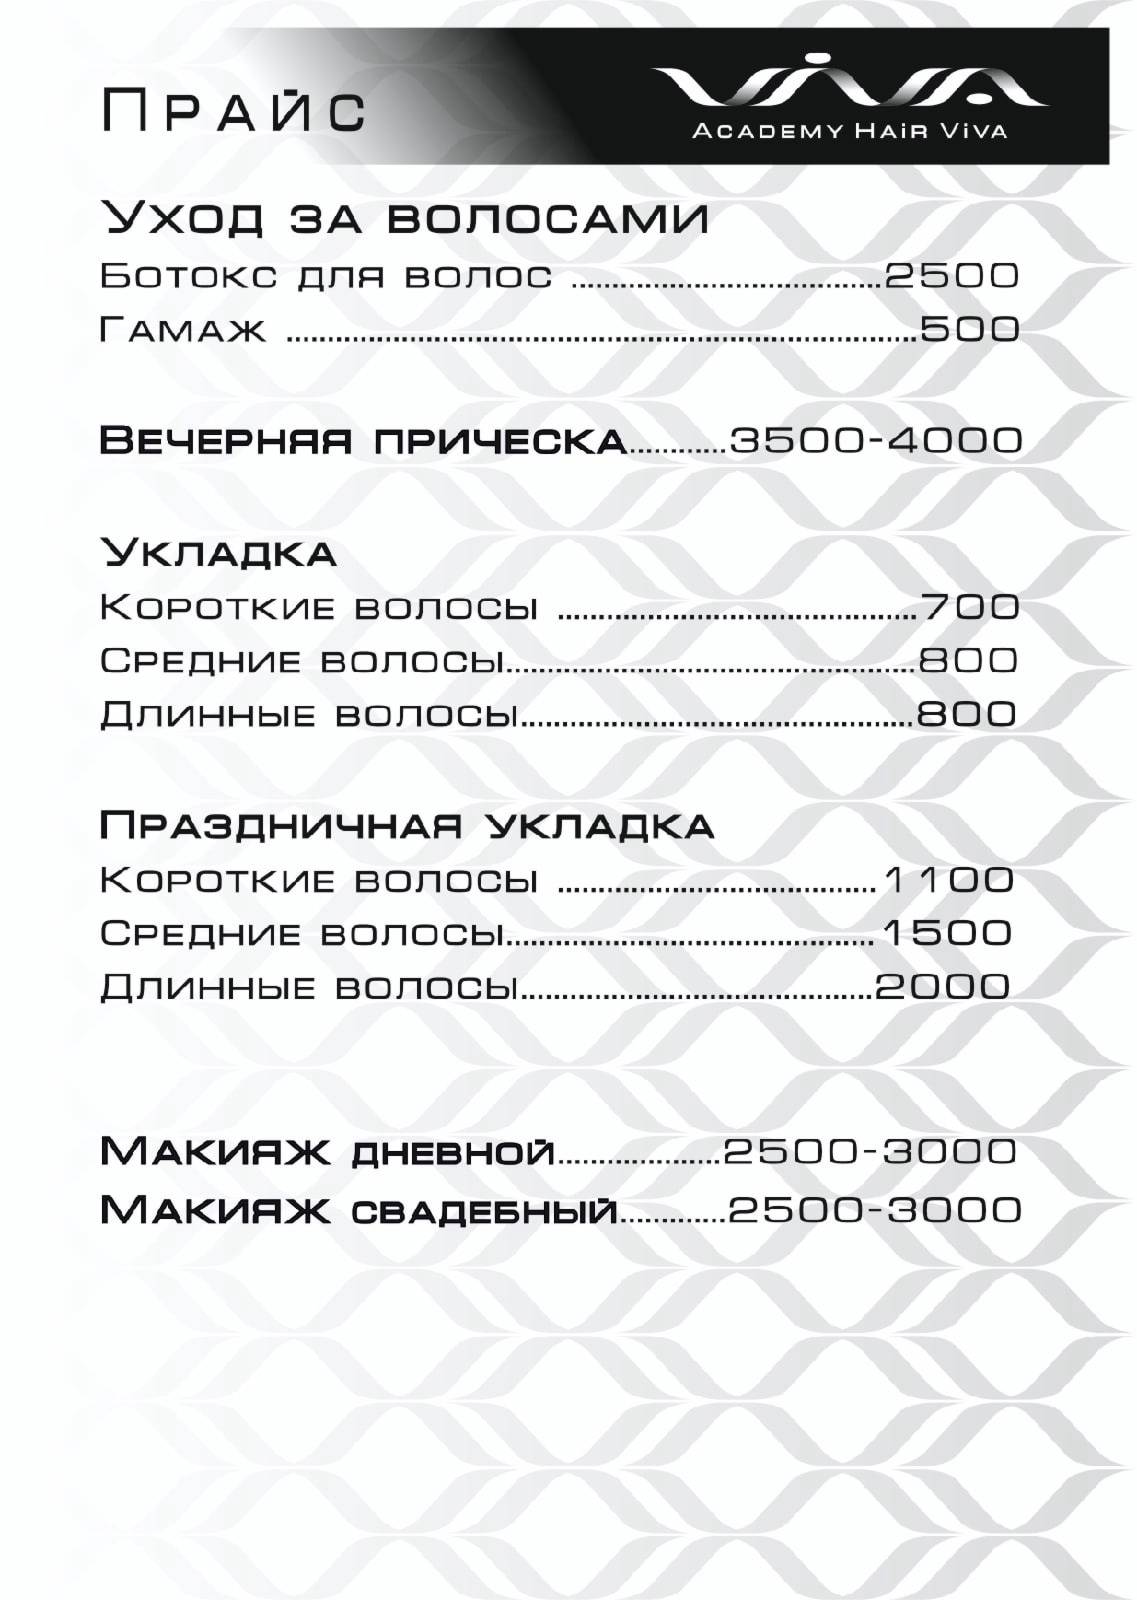 Прайс
ViVA
Academy Hair Viva
Уход за волосами
Ботокс для волос ......................................2500
Гамаж .............................................................................500
Вечерняя прическа............3500-4000
Укладка
Короткие волосы ............................................700
Средние волосы..................................................800
Длинные волосы................................................800
Праздничная укладка
Короткие волосы .......................................1100
Средние волосы.............................................1500
Длинные волосы...........................................2000
Макияж дневной....................2500-3000
Макияж свадебный.............2500-3000